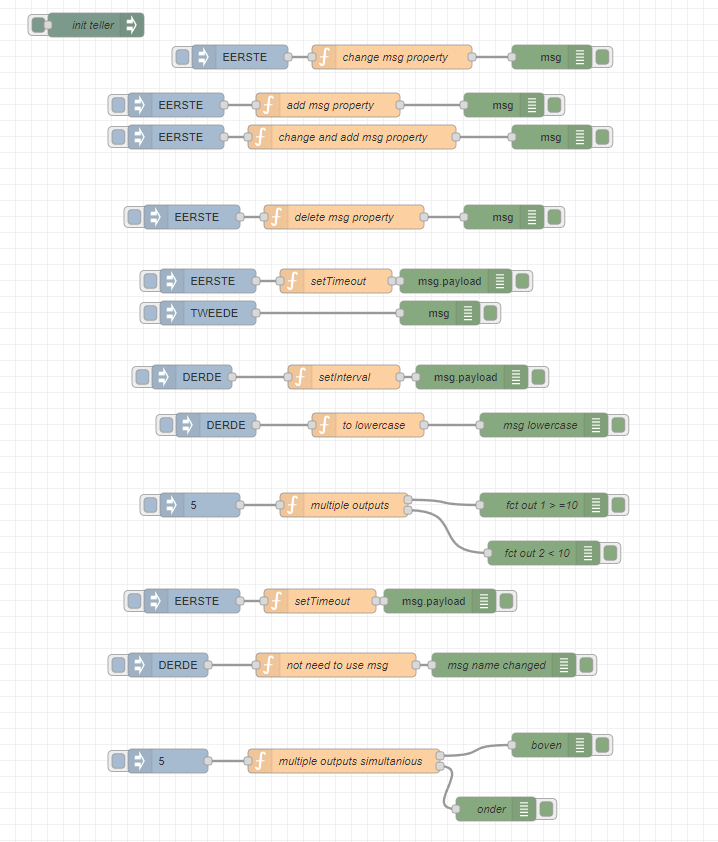 init teller
EERSTE change msg property msg
EERSTE add msg property msg
EERSTE change and add msg property msg
EERSTE delete msg property msg
EERSTE setTimeout msg.payload
TWEEDE msg
DERDE setInterval msg.payload
DERDE to lowercase msg lowercase
5 multiple outputs fct out 1 > =10
fct out 2 < 10
EERSTE setTimeout msg.payload
DERDE not need to use msg msg name changed
boven
5 multiple outputs simultanious
onder